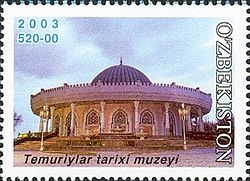 2003
520-00
O'ZBEKISTON
Temuriylar tarixi muzeyi